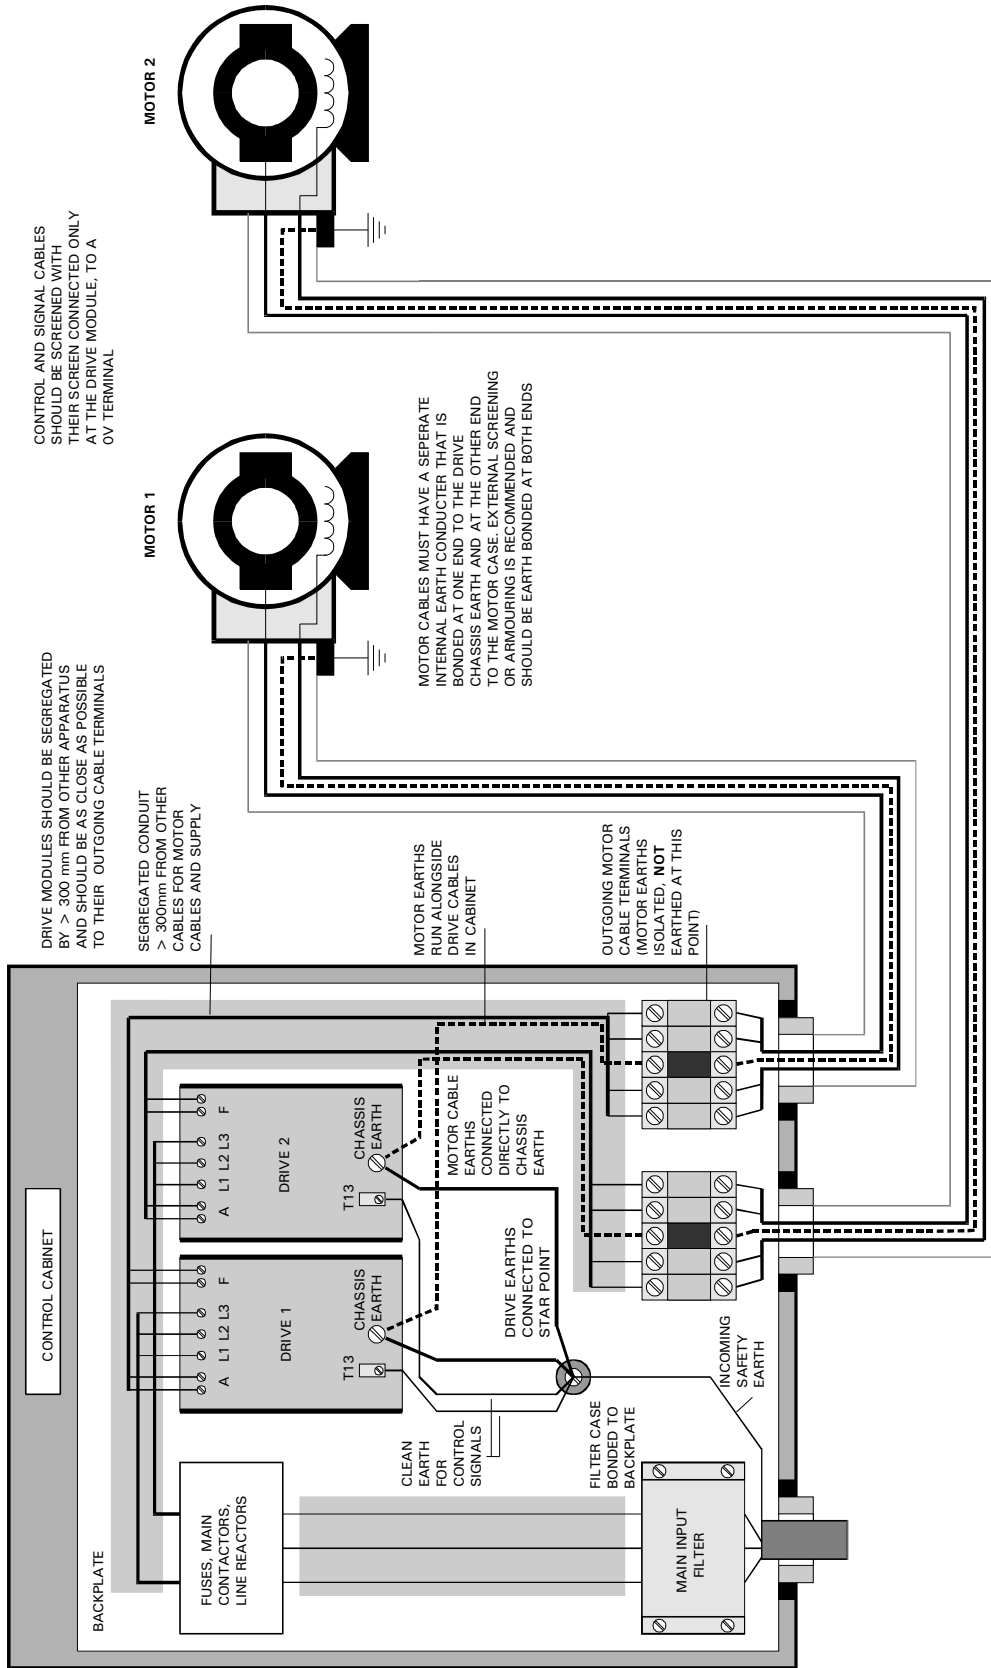 CONTROL CABINET
BACKPLATE
DRIVE MODULES SHOULD BE SEGREGATED
BY > 300 mm FROM OTHER APPARATUS
AND SHOULD BE AS CLOSE AS POSSIBLE
TO THEIR OUTGOING CABLE TERMINALS
CONTROL AND SIGNAL CABLES
SHOULD BE SCREENED WITH
THEIR SCREEN CONNECTED ONLY
AT THE DRIVE MODULE, TO A
0V TERMINAL
SEGREGATED CONDUIT
> 300mm FROM OTHER
CABLES FOR MOTOR
CABLES AND SUPPLY
MOTOR 1
MOTOR 2
FUSES, MAIN
CONTACTORS,
LINE REACTORS
A L1 L2 L3 F
DRIVE 1
T13
CHASSIS
EARTH
A L1 L2 L3 F
DRIVE 2
T13
CHASSIS
EARTH
CLEAN
EARTH
FOR
CONTROL
SIGNALS
MOTOR CABLE
EARTHS
CONNECTED
DIRECTLY TO
CHASSIS
EARTH
DRIVE EARTHS
CONNECTED TO
STAR POINT
MOTOR EARTHS
RUN ALONGSIDE
DRIVE CABLES
IN CABINET
MOTOR CABLES MUST HAVE A SEPERATE
INTERNAL EARTH CONDUCTER THAT IS
BONDED AT ONE END TO THE DRIVE
CHASSIS EARTH AND AT THE OTHER END
TO THE MOTOR CASE. EXTERNAL SCREENING
OR ARMOURING IS RECOMMENDED AND
SHOULD BE EARTH BONDED AT BOTH ENDS
FILTER CASE
BONDED TO
BACKPLATE
OUTGOING MOTOR
CABLE TERMINALS
(MOTOR EARTHS
ISOLATED, NOT
EARTHED AT THIS
POINT)
MAIN INPUT
FILTER
INCOMING
SAFETY
EARTH